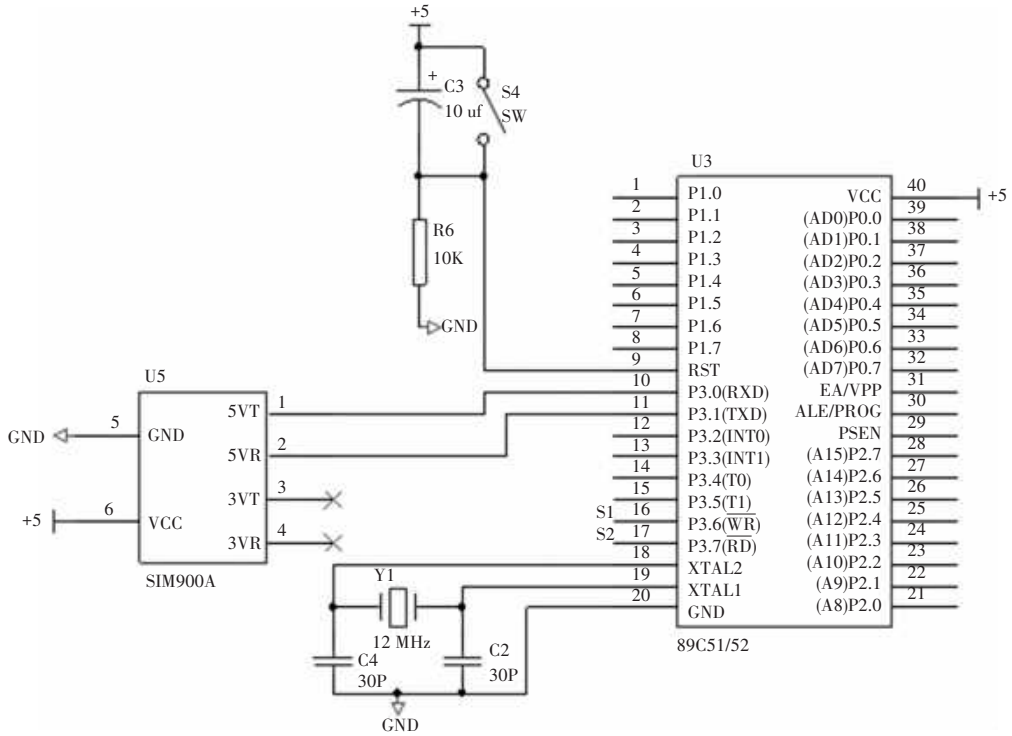 +5
+
C3
10 uf
S4
SW
R6
10K
GND
U3
1 P1.0
2 P1.1
3 P1.2
4 P1.3
5 P1.4
6 P1.5
7 P1.6
8 P1.7
9 RST
10 P3.0(RXD)
11 P3.1(TXD)
12 P3.2(INT0)
13 P3.3(INT1)
14 P3.4(T0)
15 P3.5(T1)
S1 16 P3.6(WR)
S2 17 P3.7(RD)
18 XTAL2
19 XTAL1
20 GND
VCC 40 +5
(AD0)P0.0 39
(AD1)P0.1 38
(AD2)P0.2 37
(AD3)P0.3 36
(AD4)P0.4 35
(AD5)P0.5 34
(AD6)P0.6 33
(AD7)P0.7 32
EA/VPP 31
ALE/PROG 30
PSEN 29
(A15)P2.7 28
(A14)P2.6 27
(A13)P2.5 26
(A12)P2.4 25
(A11)P2.3 24
(A10)P2.2 23
(A9)P2.1 22
(A8)P2.0 21
89C51/52
U5
5VT 1
GND 5 GND
5VR 2
3VT 3
+5 6 VCC
3VR 4
SIM900A
Y1
12 MHz
C4
30P
C2
30P
GND